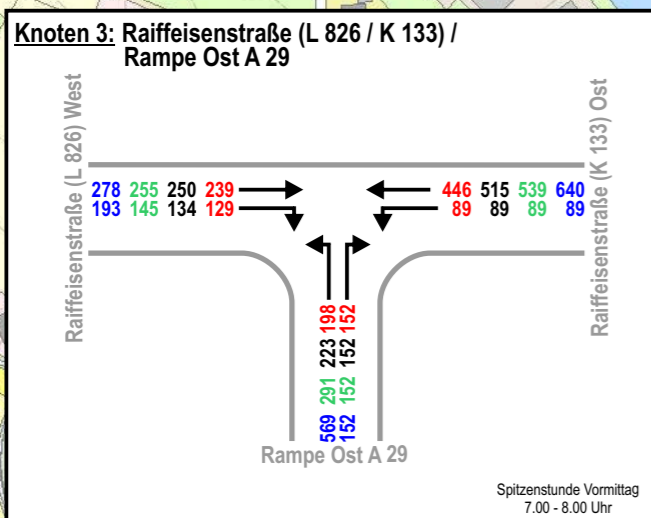 Knoten 3: Raiffeisenstraße (L 826 / K 133) /
Rampe Ost A 29
Raiffeisenstraße (L 826) West
278 255 250 239
193 145 134 129
446 515 539 640
89 89 89 89
Raiffeisenstraße (K 133) Ost
569 291 223 198
152 152 152 152
Rampe Ost A 29
Spitzenstunde Vormittag
7.00 - 8.00 Uhr